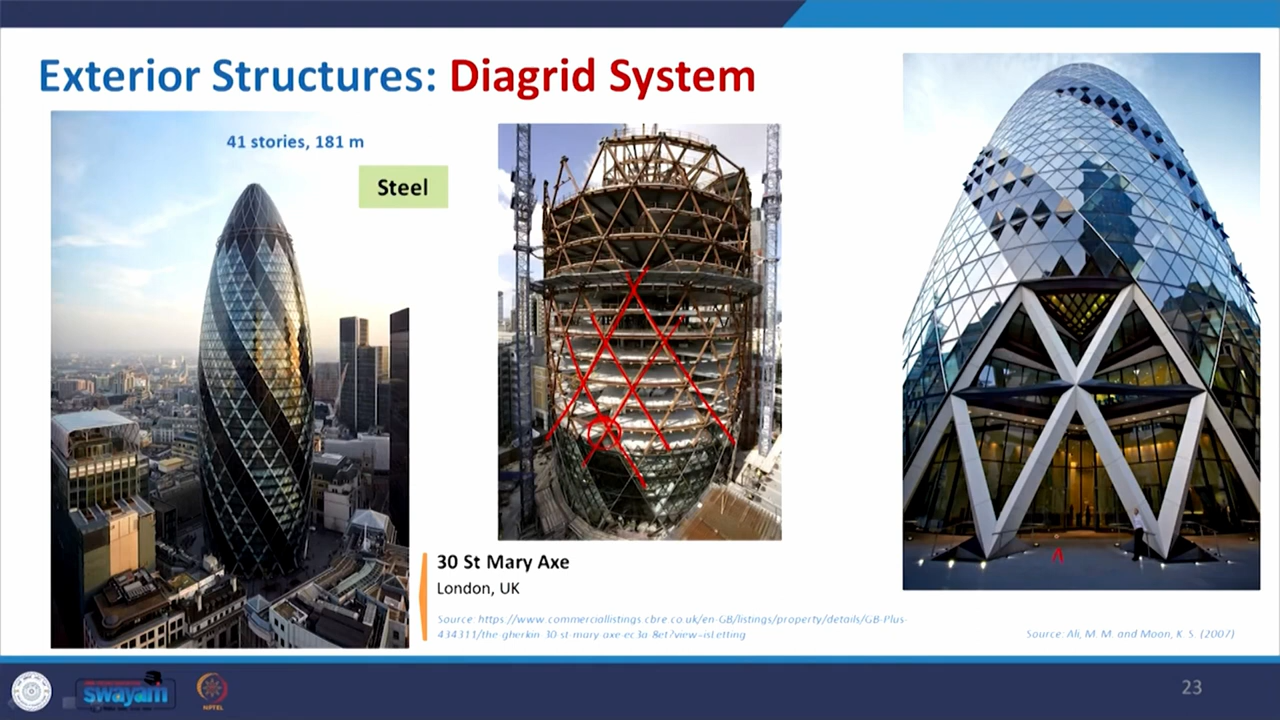 Exterior Structures: Diagrid System
41 stories, 181 m
Steel
30 St Mary Axe
London, UK
Source: https://www.commerciallistings.cbre.co.uk/en-GB/listings/property/details/GB-Plus-
434311/the-gherkin-30-st-mary-axe-ec3a-8et?view=isLetting
Source: Ali, M. M. and Moon, K. S. (2007)
swayam
NPTEL
23